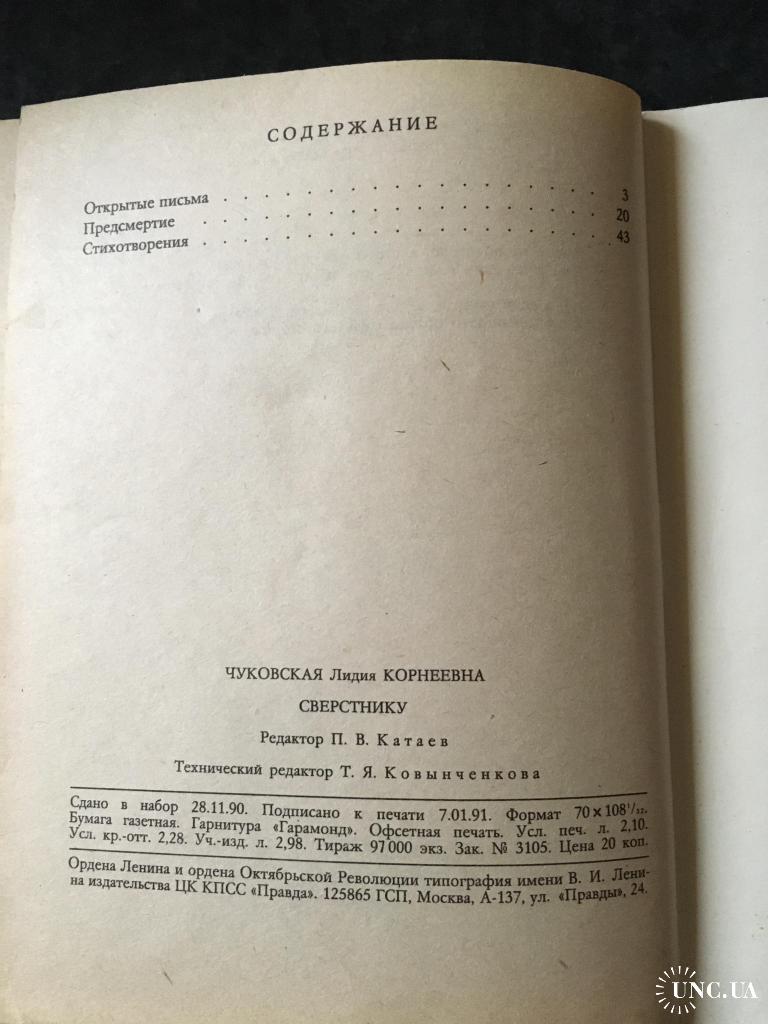 СОДЕРЖАНИЕ
Открытые письма . . . . . . . . . . . . . . . . . . 3
Предсмертие . . . . . . . . . . . . . . . . . . 20
Стихотворения . . . . . . . . . . . . . . . . . . 43
ЧУКОВСКАЯ Лидия КОРНЕЕВНА
СВЕРСТНИКУ
Редактор П. В. Катаев
Технический редактор Т. Я. Ковынченкова
Сдано в набор 28.11.90. Подписано к печати 7.01.91. Формат 70×108¹/₃₂.
Бумага газетная. Гарнитура «Гарамонд». Офсетная печать. Усл. печ. л. 2,10.
Усл. кр.-отт. 2,28. Уч.-изд. л. 2,98. Тираж 97000 экз. Зак. № 3105. Цена 20 коп.
Ордена Ленина и ордена Октябрьской Революции типография имени В. И. Лени-
на издательства ЦК КПСС «Правда». 125865 ГСП, Москва, А-137, ул. «Правды», 24.
UNC.UA